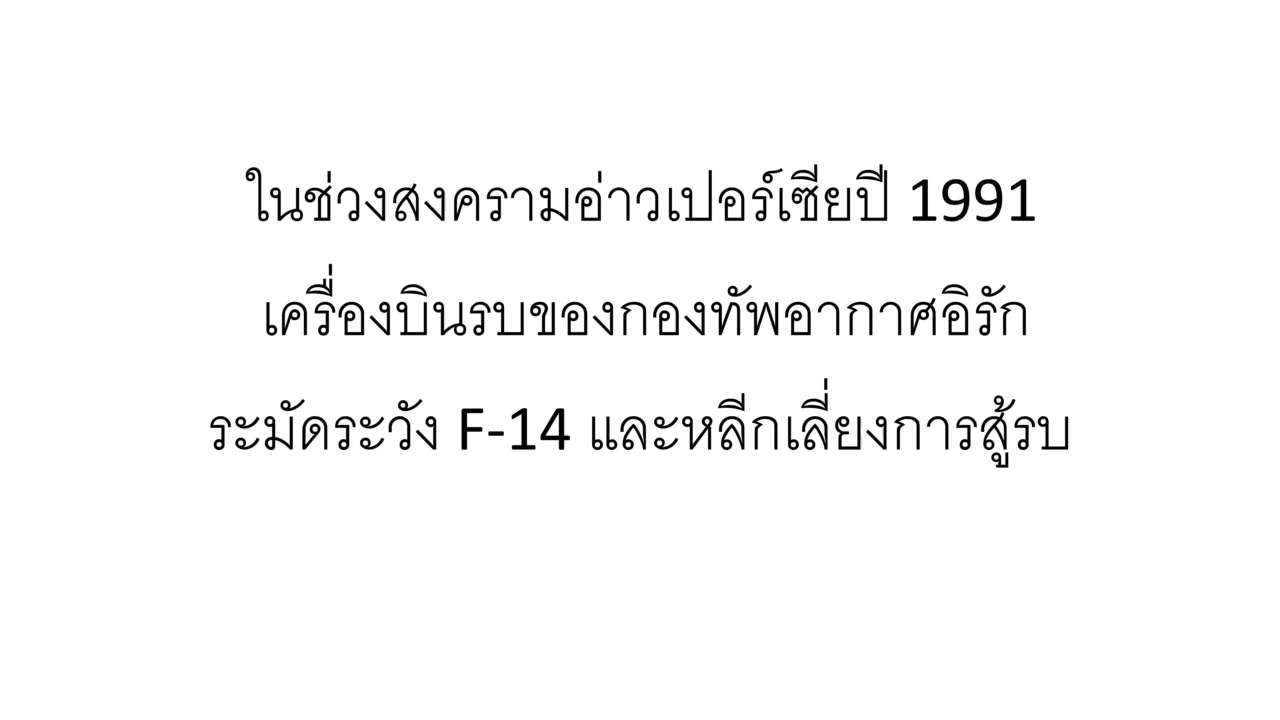 ในช่วงสงครามอ่าวเปอร์เซียปี 1991
เครื่องบินรบของกองทัพอากาศอิรัก
ระมัดระวัง F-14 และหลีกเลี่ยงการสู้รบ